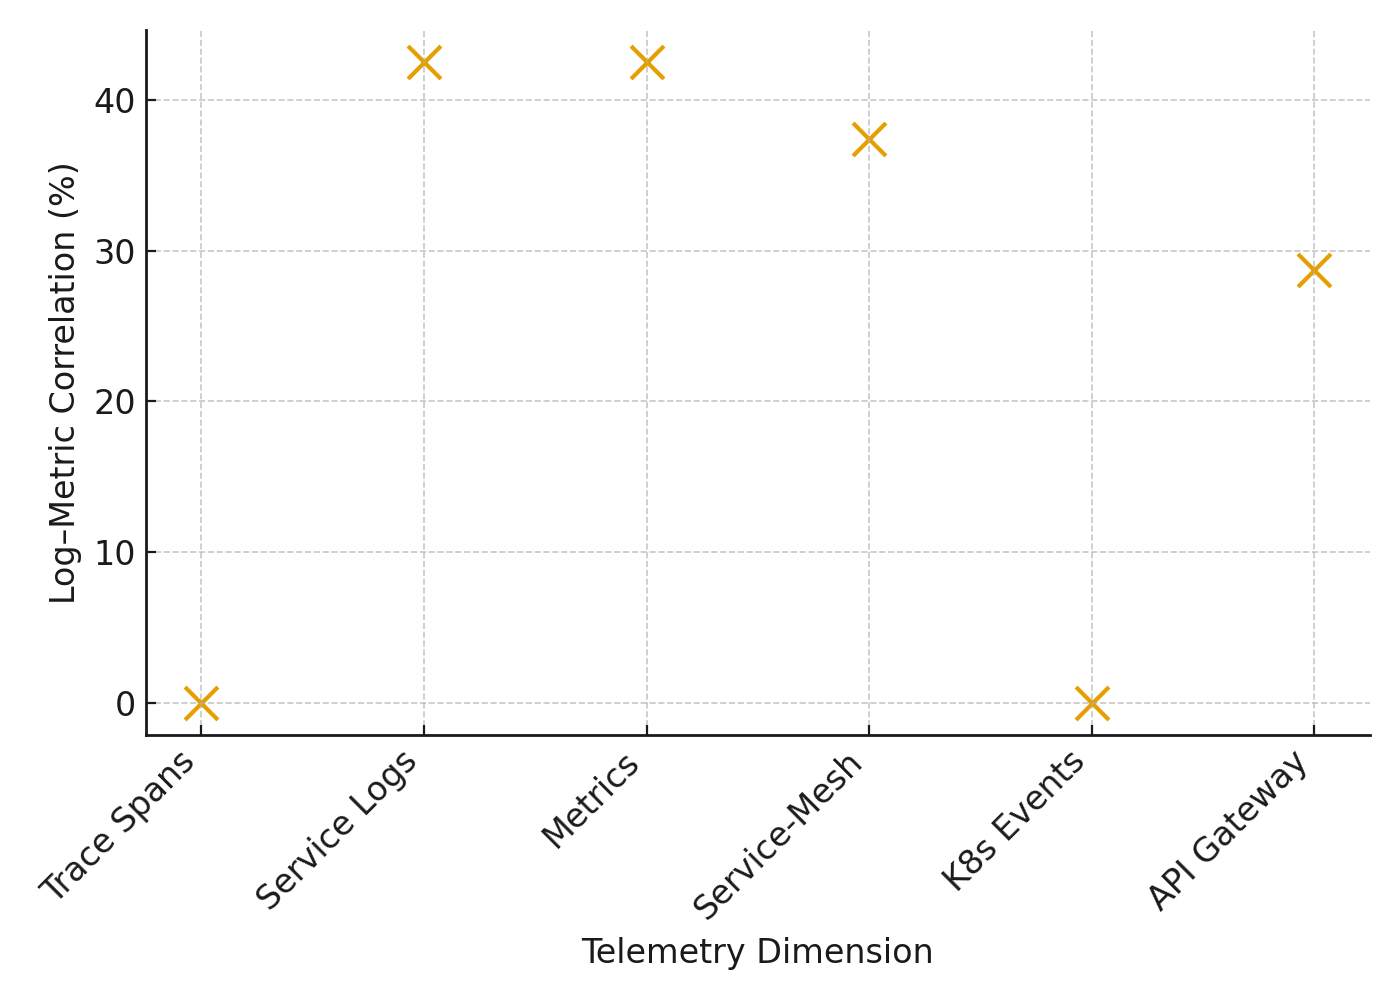 Log–Metric Correlation (%)
40
30
20
10
0
Trace Spans
Service Logs
Metrics
Service-Mesh
K8s Events
API Gateway
Telemetry Dimension